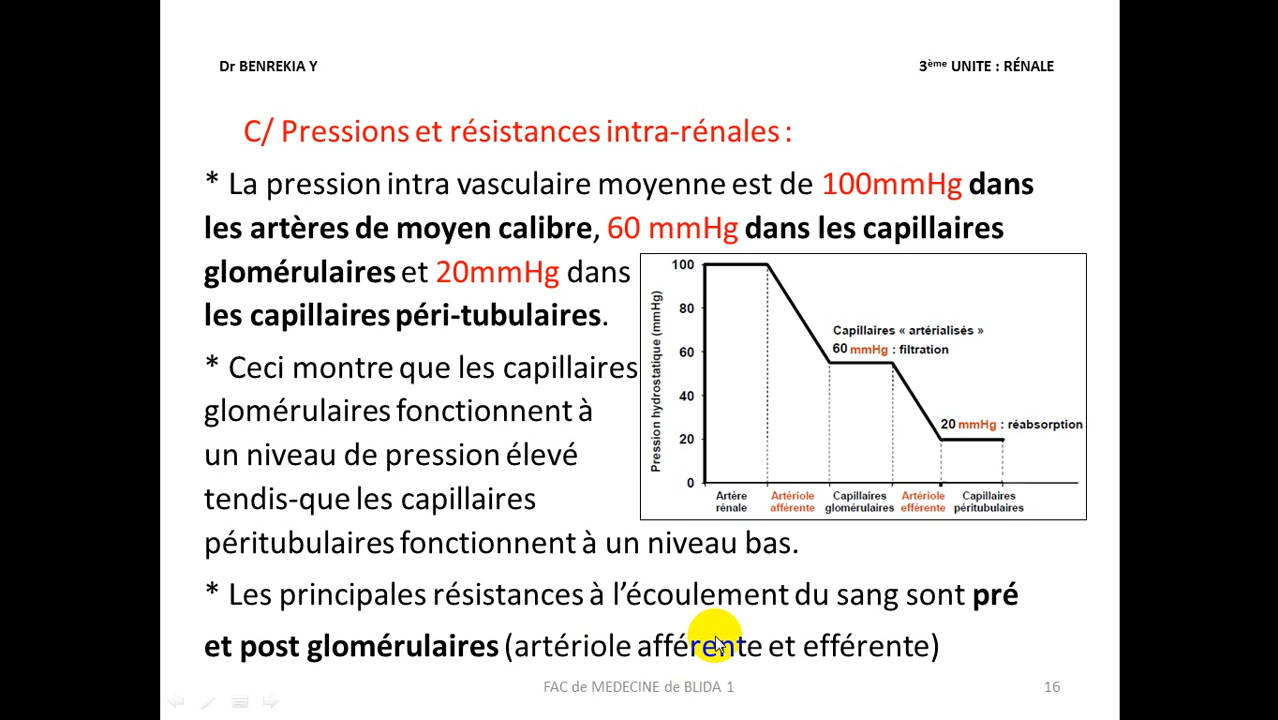 Dr BENREKIA Y
3ème UNITE : RÉNALE
C/ Pressions et résistances intra-rénales :
* La pression intra vasculaire moyenne est de 100mmHg dans
les artères de moyen calibre, 60 mmHg dans les capillaires
glomérulaires et 20mmHg dans
les capillaires péri-tubulaires.
* Ceci montre que les capillaires
glomérulaires fonctionnent à
un niveau de pression élevé
tendis-que les capillaires
péritubulaires fonctionnent à un niveau bas.
* Les principales résistances à l’écoulement du sang sont pré
et post glomérulaires (artériole afférente et efférente)
Pression hydrostatique (mmHg)
100
80
60
40
20
0
Capillaires « artérialisés »
60 mmHg : filtration
20 mmHg : réabsorption
Artère
rénale
Artériole
afférente
Capillaires
glomérulaires
Artériole
efférente
Capillaires
péritubulaires
FAC de MEDECINE de BLIDA 1
16